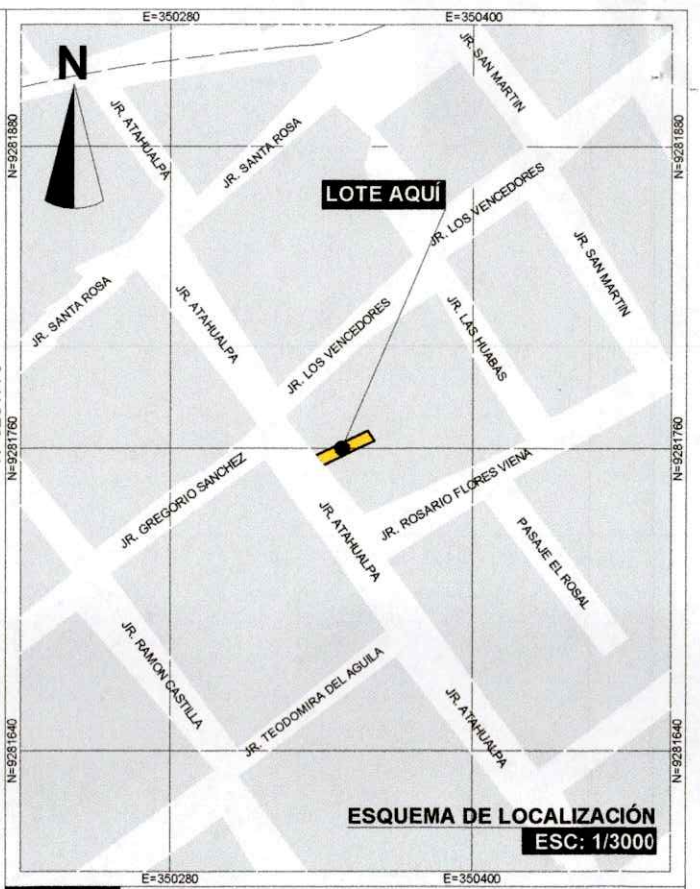 E=350280
E=350400
N
JR. SAN MARTIN
JR. ATAHUALPA
JR. SANTA ROSA
N=9281880
N=9281880
LOTE AQUÍ
JR. LOS VENCEDORES
JR. SAN MARTIN
JR. SANTA ROSA
JR. ATAHUALPA
JR. LOS VENCEDORES
JR. LAS HUABAS
N=9281760
N=9281760
JR. GREGORIO SANCHEZ
JR. ROSARIO FLORES VIENA
JR. ATAHUALPA
PASAJE EL ROSAL
JR. RAMON CASTILLA
JR. TEODOMIRA DEL AGUILA
JR. ATAHUALPA
N=9281640
N=9281640
ESQUEMA DE LOCALIZACIÓN
ESC: 1/3000
E=350280
E=350400